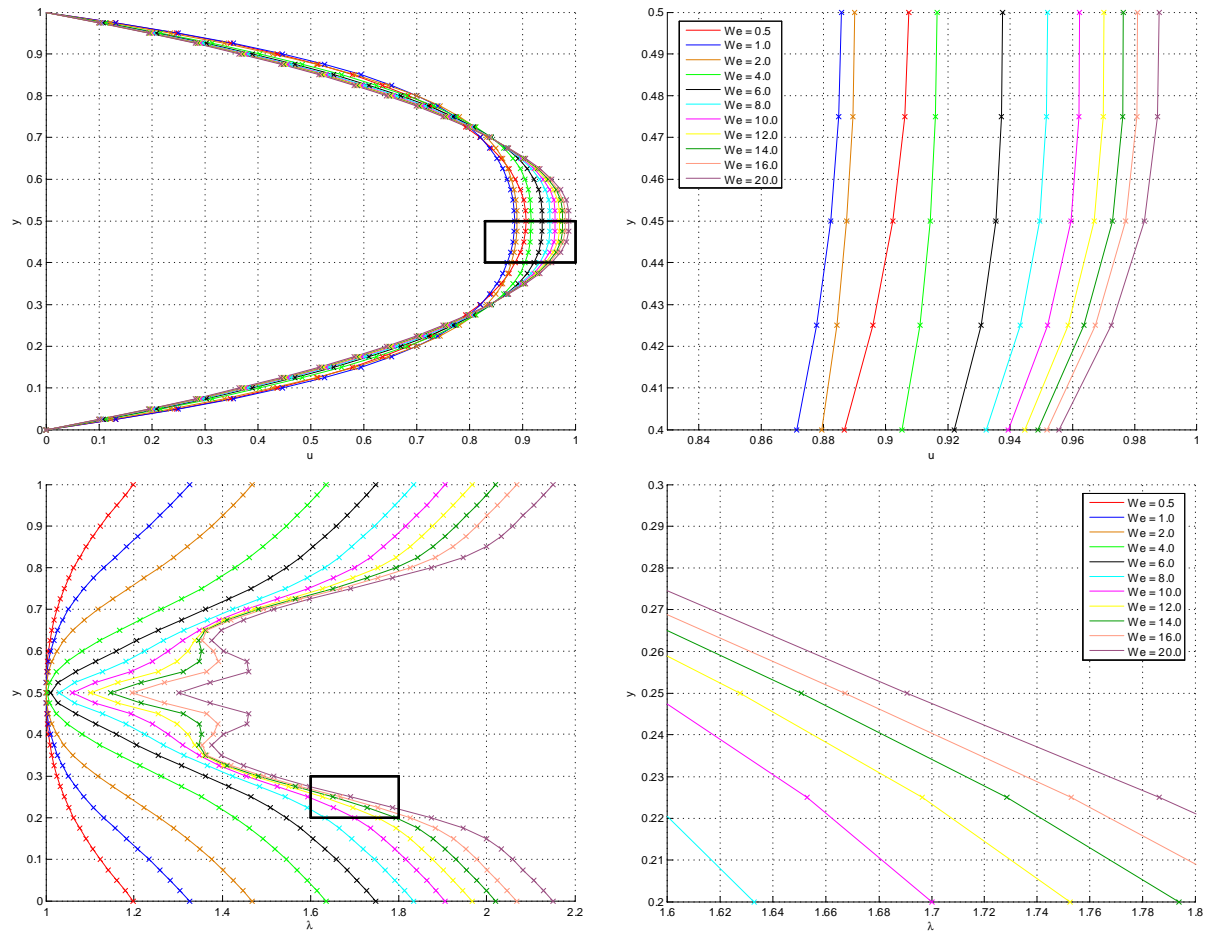 1
0.9
0.8
0.7
0.6
0.5
0.4
0.3
0.2
0.1
0
y
0 0.1 0.2 0.3 0.4 0.5 0.6 0.7 0.8 0.9 1
u
0.5
0.49
0.48
0.47
0.46
0.45
0.44
0.43
0.42
0.41
0.4
y
0.84 0.86 0.88 0.9 0.92 0.94 0.96 0.98 1
u
We = 0.5
We = 1.0
We = 2.0
We = 4.0
We = 6.0
We = 8.0
We = 10.0
We = 12.0
We = 14.0
We = 16.0
We = 20.0
1
0.9
0.8
0.7
0.6
0.5
0.4
0.3
0.2
0.1
0
y
1 1.2 1.4 1.6 1.8 2 2.2
λ
0.3
0.29
0.28
0.27
0.26
0.25
0.24
0.23
0.22
0.21
0.2
y
1.6 1.62 1.64 1.66 1.68 1.7 1.72 1.74 1.76 1.78 1.8
λ
We = 0.5
We = 1.0
We = 2.0
We = 4.0
We = 6.0
We = 8.0
We = 10.0
We = 12.0
We = 14.0
We = 16.0
We = 20.0